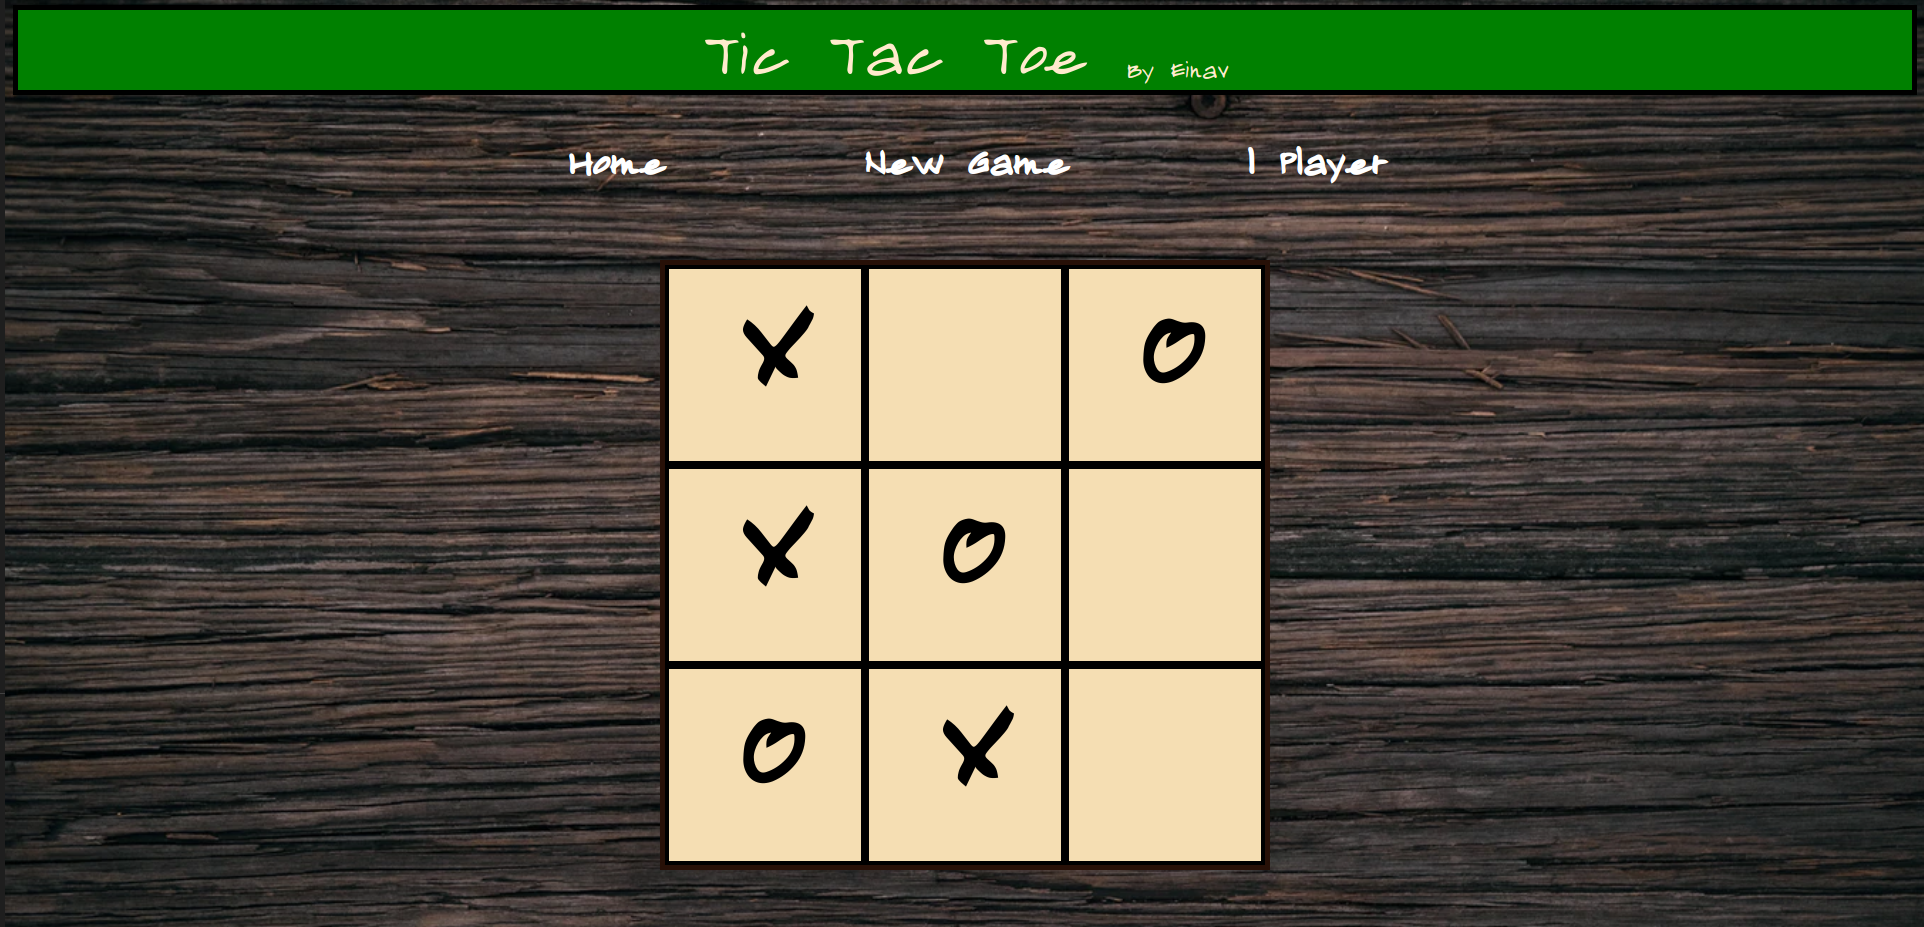 Tic Tac Toe By Einav
Home New Game 1 Player
X O
X O
O X